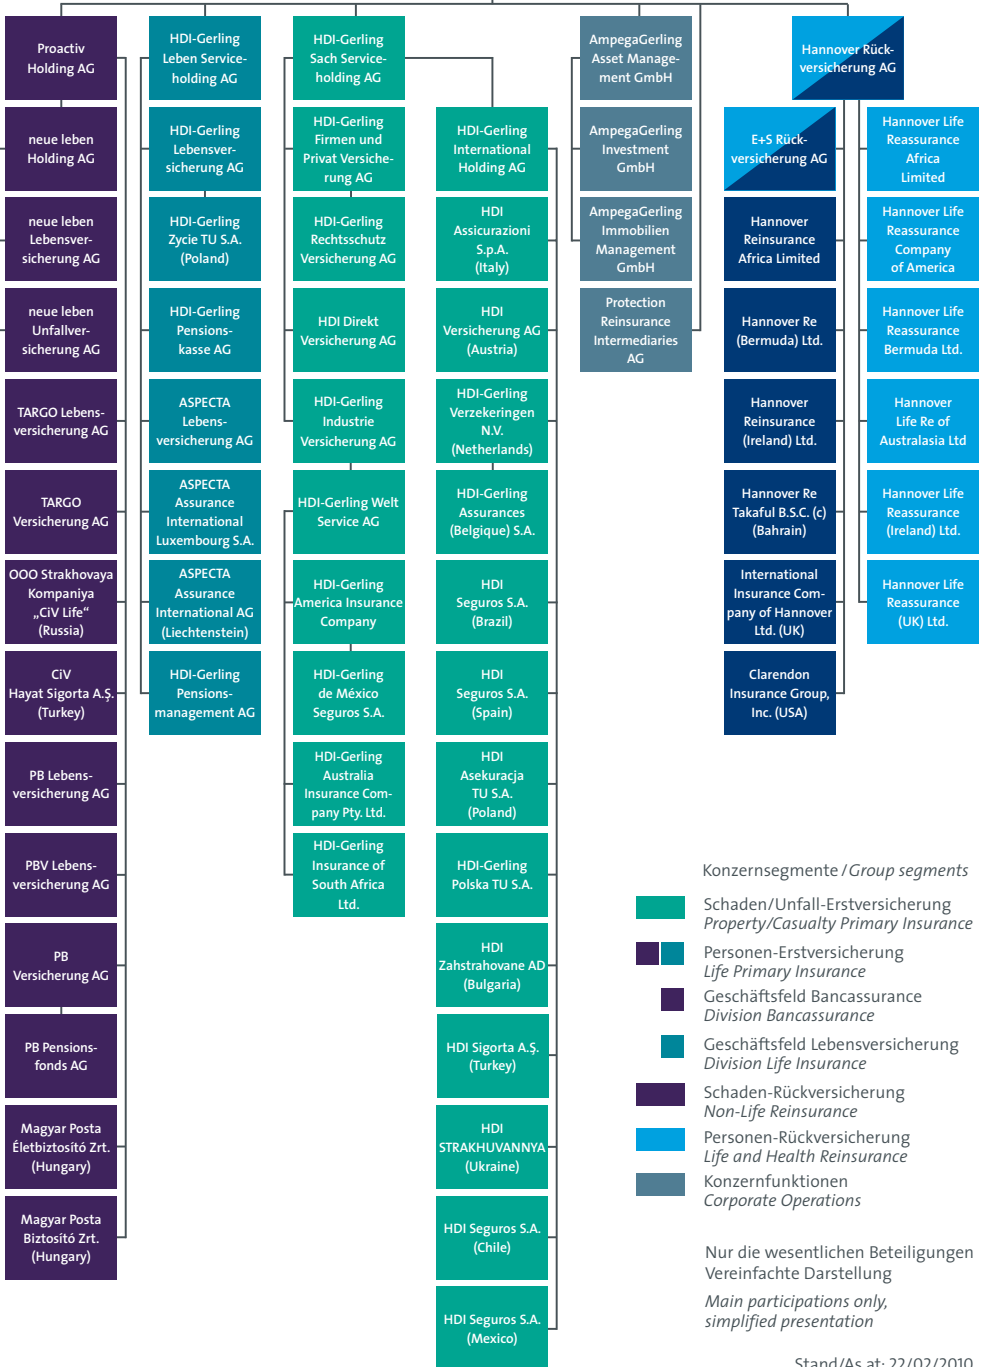 Proactiv
Holding AG
neue leben
Holding AG
neue leben
Lebensver-
sicherung AG
neue leben
Unfallver-
sicherung AG
TARGO Lebens-
versicherung AG
TARGO
Versicherung AG
OOO Strakhovaya
Kompaniya
„CiV Life“
(Russia)
CiV
Hayat Sigorta A.Ş.
(Turkey)
PB Lebens-
versicherung AG
PBV Lebens-
versicherung AG
PB
Versicherung AG
PB Pensions-
fonds AG
Magyar Posta
Életbiztosító Zrt.
(Hungary)
Magyar Posta
Biztosító Zrt.
(Hungary)
HDI-Gerling
Leben Service-
holding AG
HDI-Gerling
Lebensver-
sicherung AG
HDI-Gerling
Zycie TU S.A.
(Poland)
HDI-Gerling
Pensions-
kasse AG
ASPECTA
Lebens-
versicherung AG
ASPECTA
Assurance
International
Luxembourg S.A.
ASPECTA
Assurance
International AG
(Liechtenstein)
HDI-Gerling
Pensions-
management AG
HDI-Gerling
Sach Service-
holding AG
HDI-Gerling
Firmen und
Privat Versiche-
rung AG
HDI-Gerling
Rechtsschutz
Versicherung AG
HDI Direkt
Versicherung AG
HDI-Gerling
Industrie
Versicherung AG
HDI-Gerling Welt
Service AG
HDI-Gerling
America Insurance
Company
HDI-Gerling
de México
Seguros S.A.
HDI-Gerling
Australia
Insurance Com-
pany Pty. Ltd.
HDI-Gerling
Insurance of
South Africa
Ltd.
HDI-Gerling
International
Holding AG
HDI
Assicurazioni
S.p.A.
(Italy)
HDI
Versicherung AG
(Austria)
HDI-Gerling
Verzekeringen
N.V.
(Netherlands)
HDI-Gerling
Assurances
(Belgique) S.A.
HDI
Seguros S.A.
(Brazil)
HDI
Seguros S.A.
(Spain)
HDI
Asekuracja
TU S.A.
(Poland)
HDI-Gerling
Polska TU S.A.
HDI
Zahstrahovane AD
(Bulgaria)
HDI Sigorta A.Ş.
(Turkey)
HDI
STRAKHUVANNYA
(Ukraine)
HDI Seguros S.A.
(Chile)
HDI Seguros S.A.
(Mexico)
AmpegaGerling
Asset Manage-
ment GmbH
AmpegaGerling
Investment
GmbH
AmpegaGerling
Immobilien
Management
GmbH
Protection
Reinsurance
Intermediaries
AG
Hannover Rück-
versicherung AG
E+S Rück-
versicherung AG
Hannover
Reinsurance
Africa Limited
Hannover Re
(Bermuda) Ltd.
Hannover
Reinsurance
(Ireland) Ltd.
Hannover Re
Takaful B.S.C. (c)
(Bahrain)
International
Insurance Com-
pany of Hannover
Ltd. (UK)
Clarendon
Insurance Group,
Inc. (USA)
Hannover Life
Reassurance
Africa
Limited
Hannover Life
Reassurance
Company
of America
Hannover Life
Reassurance
Bermuda Ltd.
Hannover
Life Re of
Australasia Ltd
Hannover Life
Reassurance
(Ireland) Ltd.
Hannover Life
Reassurance
(UK) Ltd.
Konzernsegmente / Group segments
Schaden/Unfall-Erstversicherung
Property/Casualty Primary Insurance
Personen-Erstversicherung
Life Primary Insurance
Geschäftsfeld Bancassurance
Division Bancassurance
Geschäftsfeld Lebensversicherung
Division Life Insurance
Schaden-Rückversicherung
Non-Life Reinsurance
Personen-Rückversicherung
Life and Health Reinsurance
Konzernfunktionen
Corporate Operations
Nur die wesentlichen Beteiligungen
Vereinfachte Darstellung
Main participations only,
simplified presentation
Stand/As at: 22/02/2010